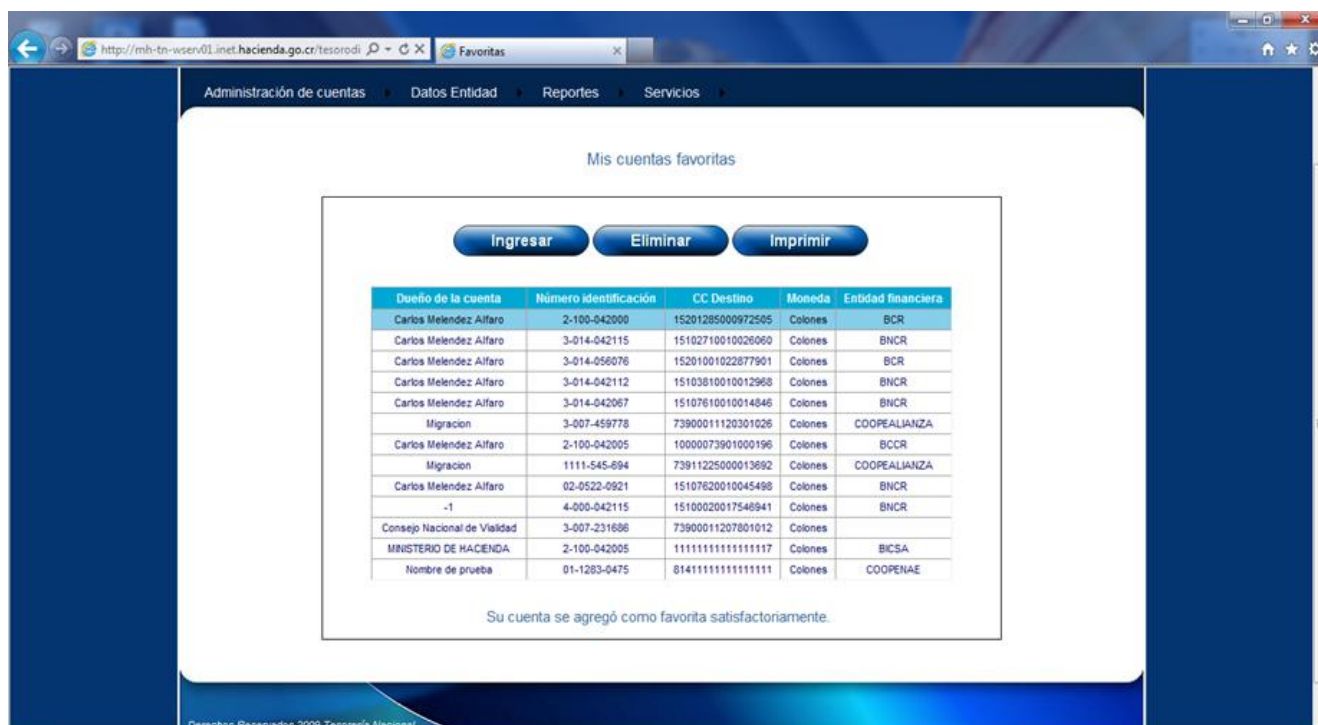 http://mh-tn-wserv01.inet.hacienda.go.cr/tesorodi
Favoritas
Administración de cuentas Datos Entidad Reportes Servicios
Mis cuentas favoritas
Ingresar Eliminar Imprimir
Dueño de la cuenta Número identificación CC Destino Moneda Entidad financiera
Carlos Melendez Alfaro 2-100-042000 15201285000972505 Colones BCR
Carlos Melendez Alfaro 3-014-042115 15102710010026060 Colones BNCR
Carlos Melendez Alfaro 3-014-056076 15201001022877901 Colones BCR
Carlos Melendez Alfaro 3-014-042112 15103810010012968 Colones BNCR
Carlos Melendez Alfaro 3-014-042067 15107610010014846 Colones BNCR
Migracion 3-007-459778 73900011120301026 Colones COOPEALIANZA
Carlos Melendez Alfaro 2-100-042005 10000073901000196 Colones BCCR
Migracion 1111-545-694 73911225000013692 Colones COOPEALIANZA
Carlos Melendez Alfaro 02-0522-0921 15107620010045498 Colones BNCR
-1 4-000-042115 15100020017546941 Colones BNCR
Consejo Nacional de Vialidad 3-007-231686 73900011207801012 Colones
MINISTERIO DE HACIENDA 2-100-042005 11111111111111117 Colones BICSA
Nombre de prueba 01-1283-0475 81411111111111111 Colones COOPENAE
Su cuenta se agregó como favorita satisfactoriamente.
Derechos Reservados 2009 Tesorería Nacional